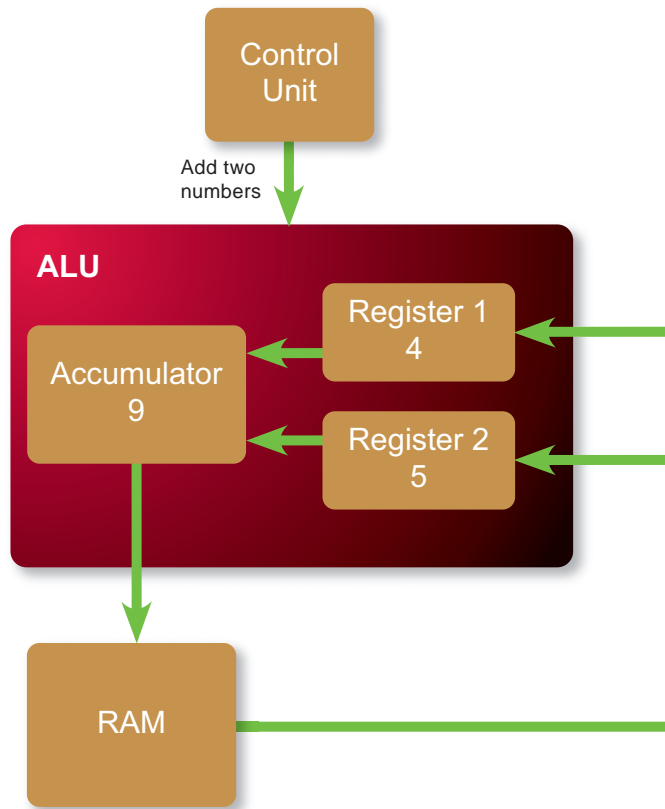 Control
Unit
Add two
numbers
ALU
Register 1
4
Accumulator
9
Register 2
5
RAM